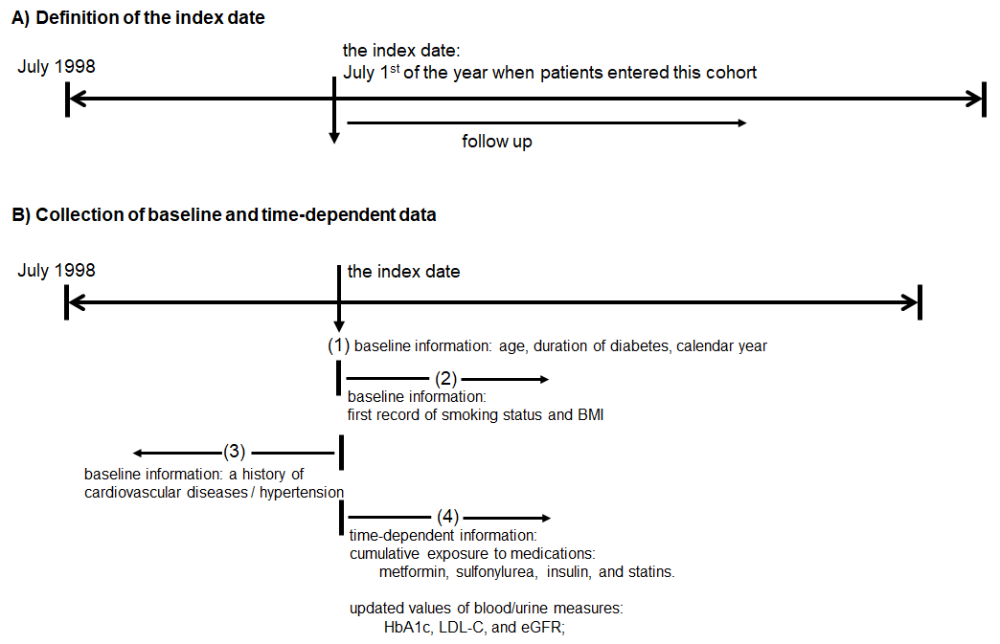 A) Definition of the index date
the index date:
July 1998
July 1st of the year when patients entered this cohort
follow up
B) Collection of baseline and time-dependent data
July 1998
the index date
(1) baseline information: age, duration of diabetes, calendar year
(2)
baseline information:
first record of smoking status and BMI
(3)
baseline information: a history of
cardiovascular diseases / hypertension
(4)
time-dependent information:
cumulative exposure to medications:
metformin, sulfonylurea, insulin, and statins.
updated values of blood/urine measures:
HbA1c, LDL-C, and eGFR;